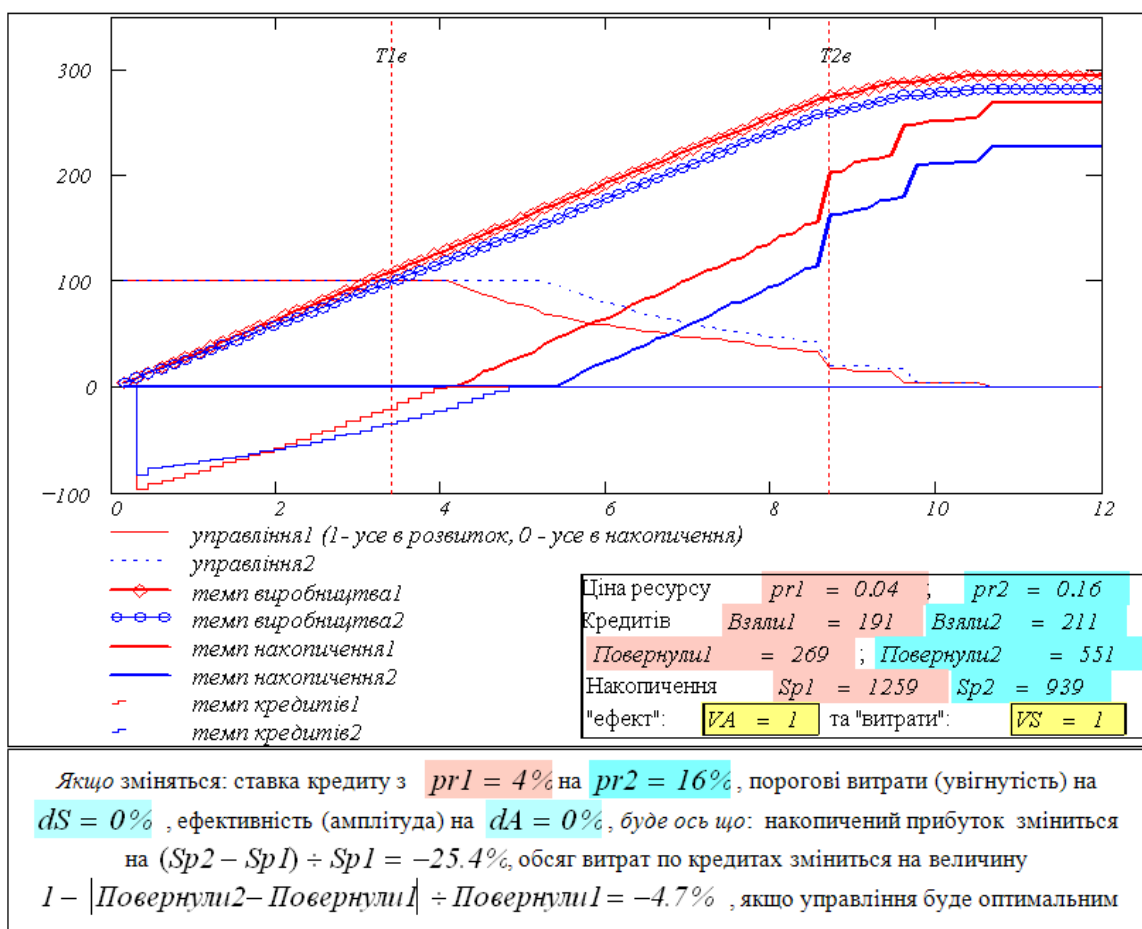 T1в T2в
300
200
100
0
−100
0 2 4 6 8 10 12
управління1 (1- усе в розвиток, 0 - усе в накопичення)
управління2
темп виробництва1
темп виробництва2
темп накопичення1
темп накопичення2
темп кредитів1
темп кредитів2
Ціна ресурсу pr1 = 0.04 ; pr2 = 0.16
Кредитів Взяли1 = 191 Взяли2 = 211
Повернули1 = 269 ; Повернули2 = 551
Накопичення Sp1 = 1259 Sp2 = 939
"ефект": VA = 1 та "витрати": VS = 1
Якщо зміняться: ставка кредиту з pr1 = 4% на pr2 = 16% , порогові витрати (увігнутість) на
dS = 0% , ефективність (амплітуда) на dA = 0% , буде ось що: накопичений прибуток зміниться
на (Sp2 − Sp1) ÷ Sp1 = −25.4%, обсяг витрат по кредитах зміниться на величину
1 − |Повернули2− Повернули1| ÷ Повернули1 = −4.7% , якщо управління буде оптимальним